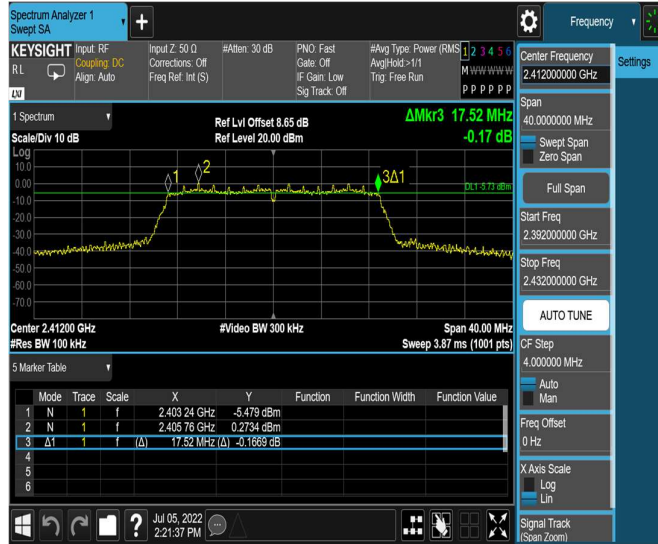 Spectrum Analyzer 1
Swept SA
+
Frequency
KEYSIGHT
RL
LXI
Input: RF
Coupling: DC
Align: Auto
Input Z: 50 Ω
Corrections: Off
Freq Ref: Int (S)
#Atten: 30 dB
PNO: Fast
Gate: Off
IF Gain: Low
Sig Track: Off
#Avg Type: Power (RMS
Avg|Hold:>1/1
Trig: Free Run
1 2 3 4 5 6
M W W W W W
P P P P P P
1 Spectrum
Scale/Div 10 dB
Ref Lvl Offset 8.65 dB
Ref Level 20.00 dBm
ΔMkr3 17.52 MHz
-0.17 dB
Log
10.0
0.00
-10.0
-20.0
-30.0
-40.0
-50.0
-60.0
-70.0
1
2
3Δ1
DL1 -5.73 dBm
Center 2.41200 GHz
#Res BW 100 kHz
#Video BW 300 kHz
Span 40.00 MHz
Sweep 3.87 ms (1001 pts)
5 Marker Table
Mode Trace Scale X Y Function Function Width Function Value
1 N 1 f 2.403 24 GHz -5.479 dBm
2 N 1 f 2.405 76 GHz 0.2734 dBm
3 Δ1 1 f (Δ) 17.52 MHz (Δ) -0.1669 dB
4
5
6
Jul 05, 2022
2:21:37 PM
Settings
Center Frequency
2.412000000 GHz
Span
40.0000000 MHz
Swept Span
Zero Span
Full Span
Start Freq
2.392000000 GHz
Stop Freq
2.432000000 GHz
AUTO TUNE
CF Step
4.000000 MHz
Auto
Man
Freq Offset
0 Hz
X Axis Scale
Log
Lin
Signal Track
(Span Zoom)